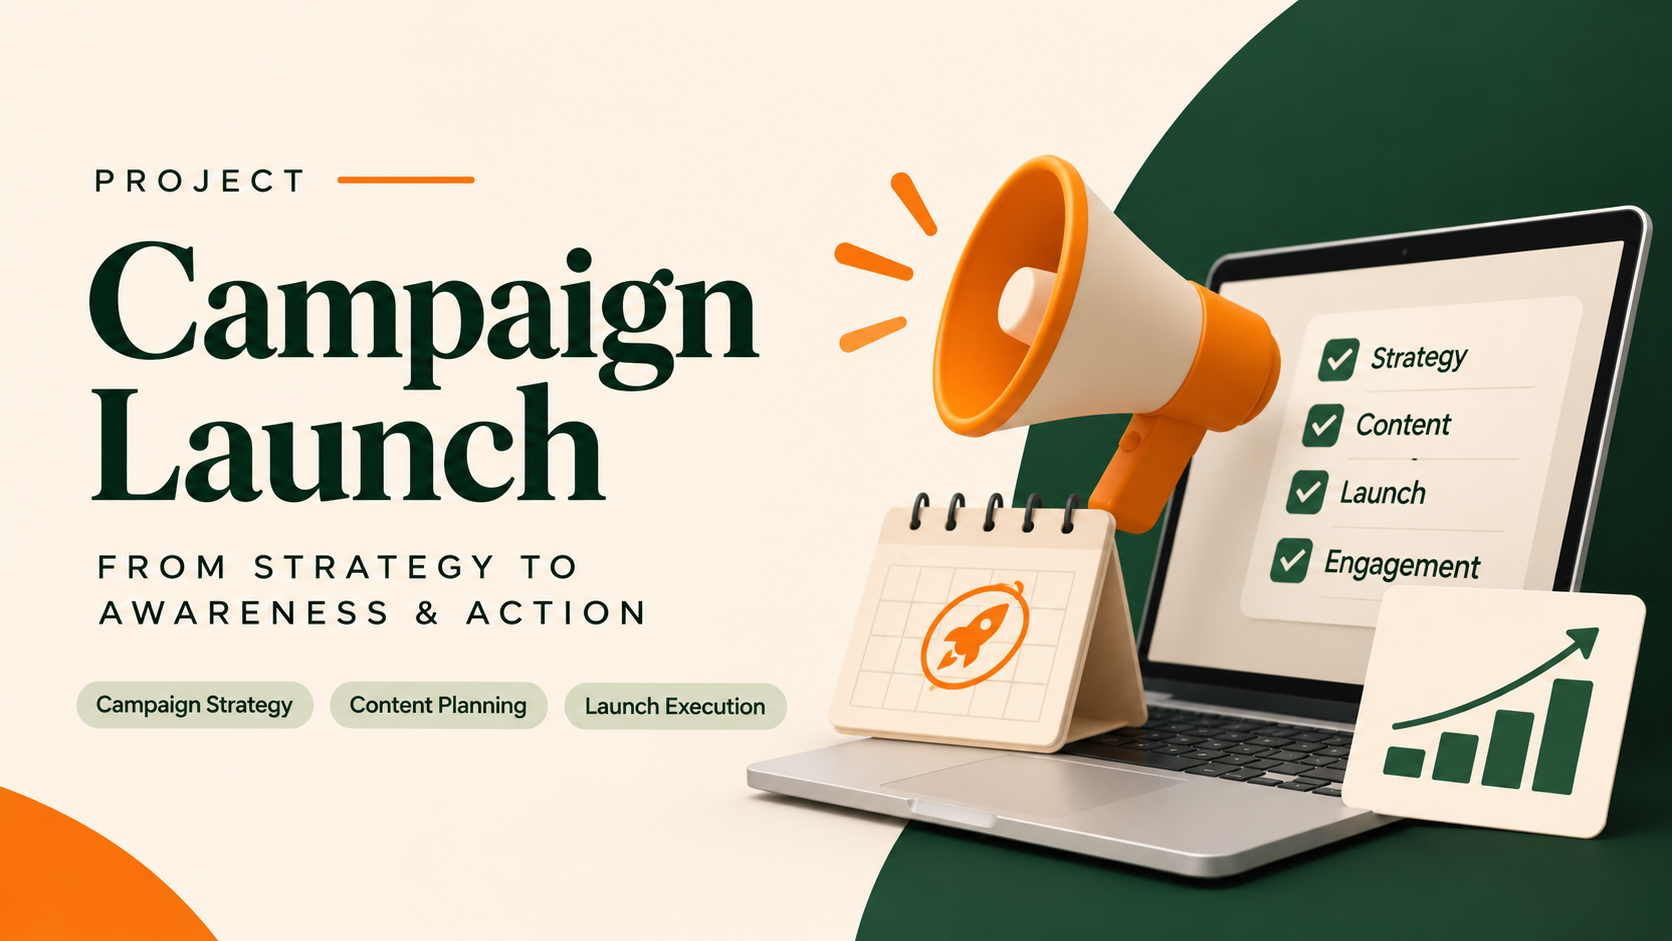 PROJECT
Campaign
Launch
FROM STRATEGY TO
AWARENESS & ACTION
Campaign Strategy
Content Planning
Launch Execution
Strategy
Content
Launch
Engagement